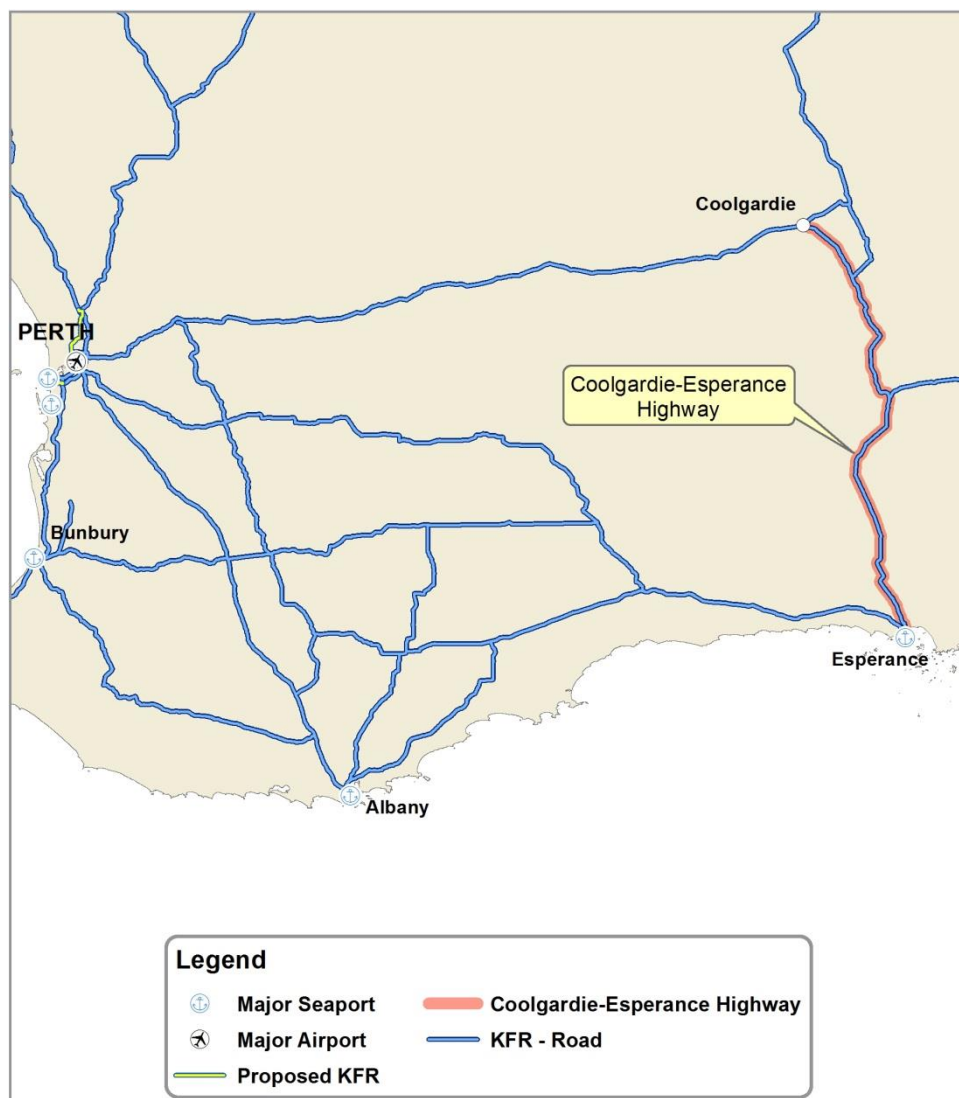 Coolgardie
PERTH
Coolgardie-Esperance
Highway
Bunbury
Esperance
Albany
Legend
Major Seaport
Coolgardie-Esperance Highway
Major Airport
KFR - Road
Proposed KFR